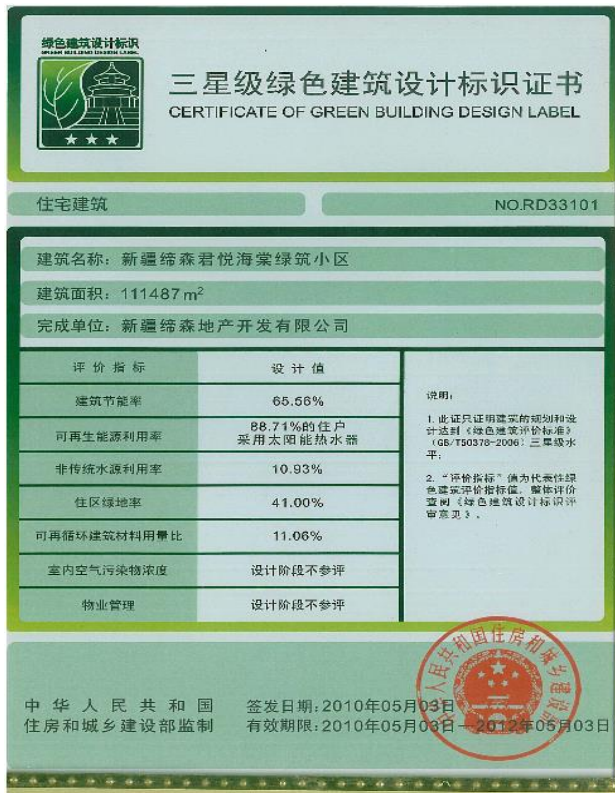 绿色建筑设计标识
GREEN BUILDING DESIGN LABEL
三星级绿色建筑设计标识证书
CERTIFICATE OF GREEN BUILDING DESIGN LABEL
住宅建筑
NO.RD33101
建筑名称：新疆缔森君悦海棠绿筑小区
建筑面积：111487m²
完成单位：新疆缔森地产开发有限公司
评价指标 设计值
建筑节能率 65.56%
可再生能源利用率 88.71%的住户
采用太阳能热水器
非传统水源利用率 10.93%
住区绿地率 41.00%
可再循环建筑材料用量比 11.06%
室内空气污染物浓度 设计阶段不参评
物业管理 设计阶段不参评
说明：
1. 此证只证明建筑的规划和设
计达到《绿色建筑评价标准》
（GB/T50378-2006）三星级水
平；
2. “评价指标”值为代表性绿
色建筑评价指标值，整体评价
查阅《绿色建筑设计标识评
审意见》。
中华人民共和国
住房和城乡建设部监制
签发日期：2010年05月03日
有效期限：2010年05月03日—2012年05月03日
中华人民共和国住房和城乡建设部